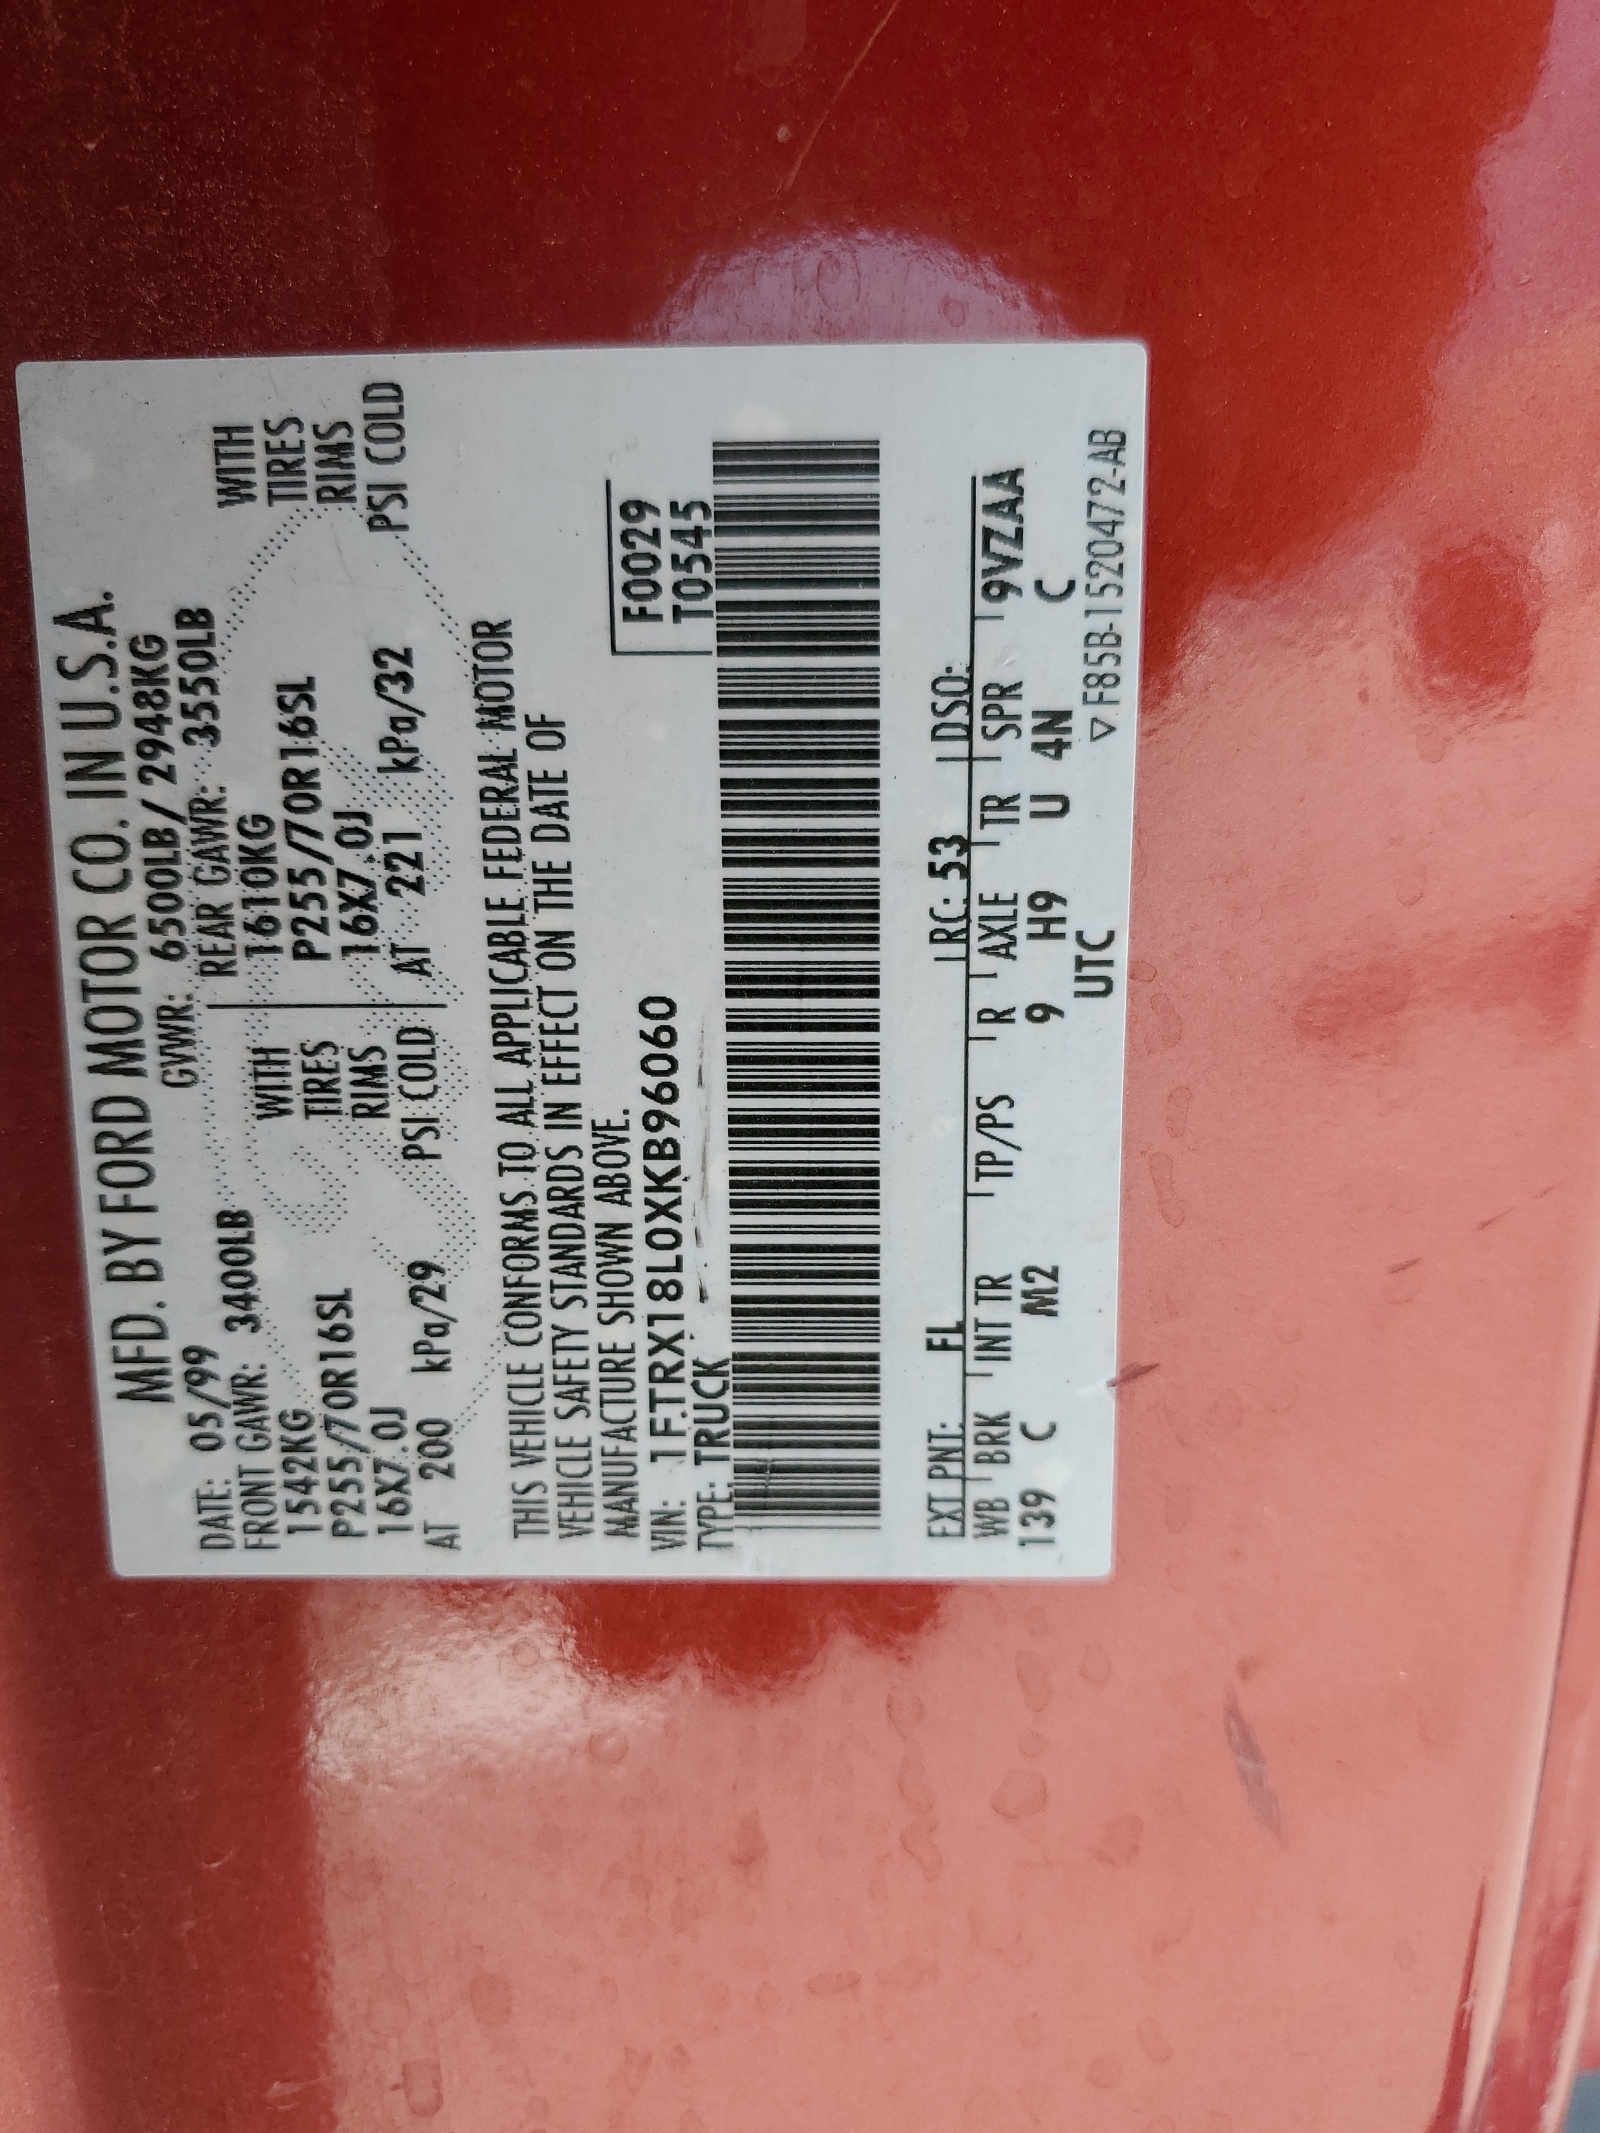 MFD. BY FORD MOTOR CO. IN U.S.A.
DATE: 05/99 GVWR: 6500LB/ 2948KG
FRONT GAWR: 3400LB REAR GAWR: 3550LB
1542KG WITH 1610KG WITH
P255/70R16SL TIRES P255/70R16SL TIRES
16X7.0J RIMS 16X7.0J RIMS
AT 200 kPa/29 PSI COLD AT 221 kPa/32 PSI COLD
THIS VEHICLE CONFORMS TO ALL APPLICABLE FEDERAL MOTOR
VEHICLE SAFETY STANDARDS IN EFFECT ON THE DATE OF
MANUFACTURE SHOWN ABOVE.
VIN: 1FTRX18L0XKB96060 F0029
TYPE: TRUCK T0545
EXT PNT: FL RC: 53 DSO:
WB BRK INT TR TP/PS R AXLE TR SPR 9VZAA
139 C M2 9 H9 U 4N C
UTC
▽F85B-1520472-AB